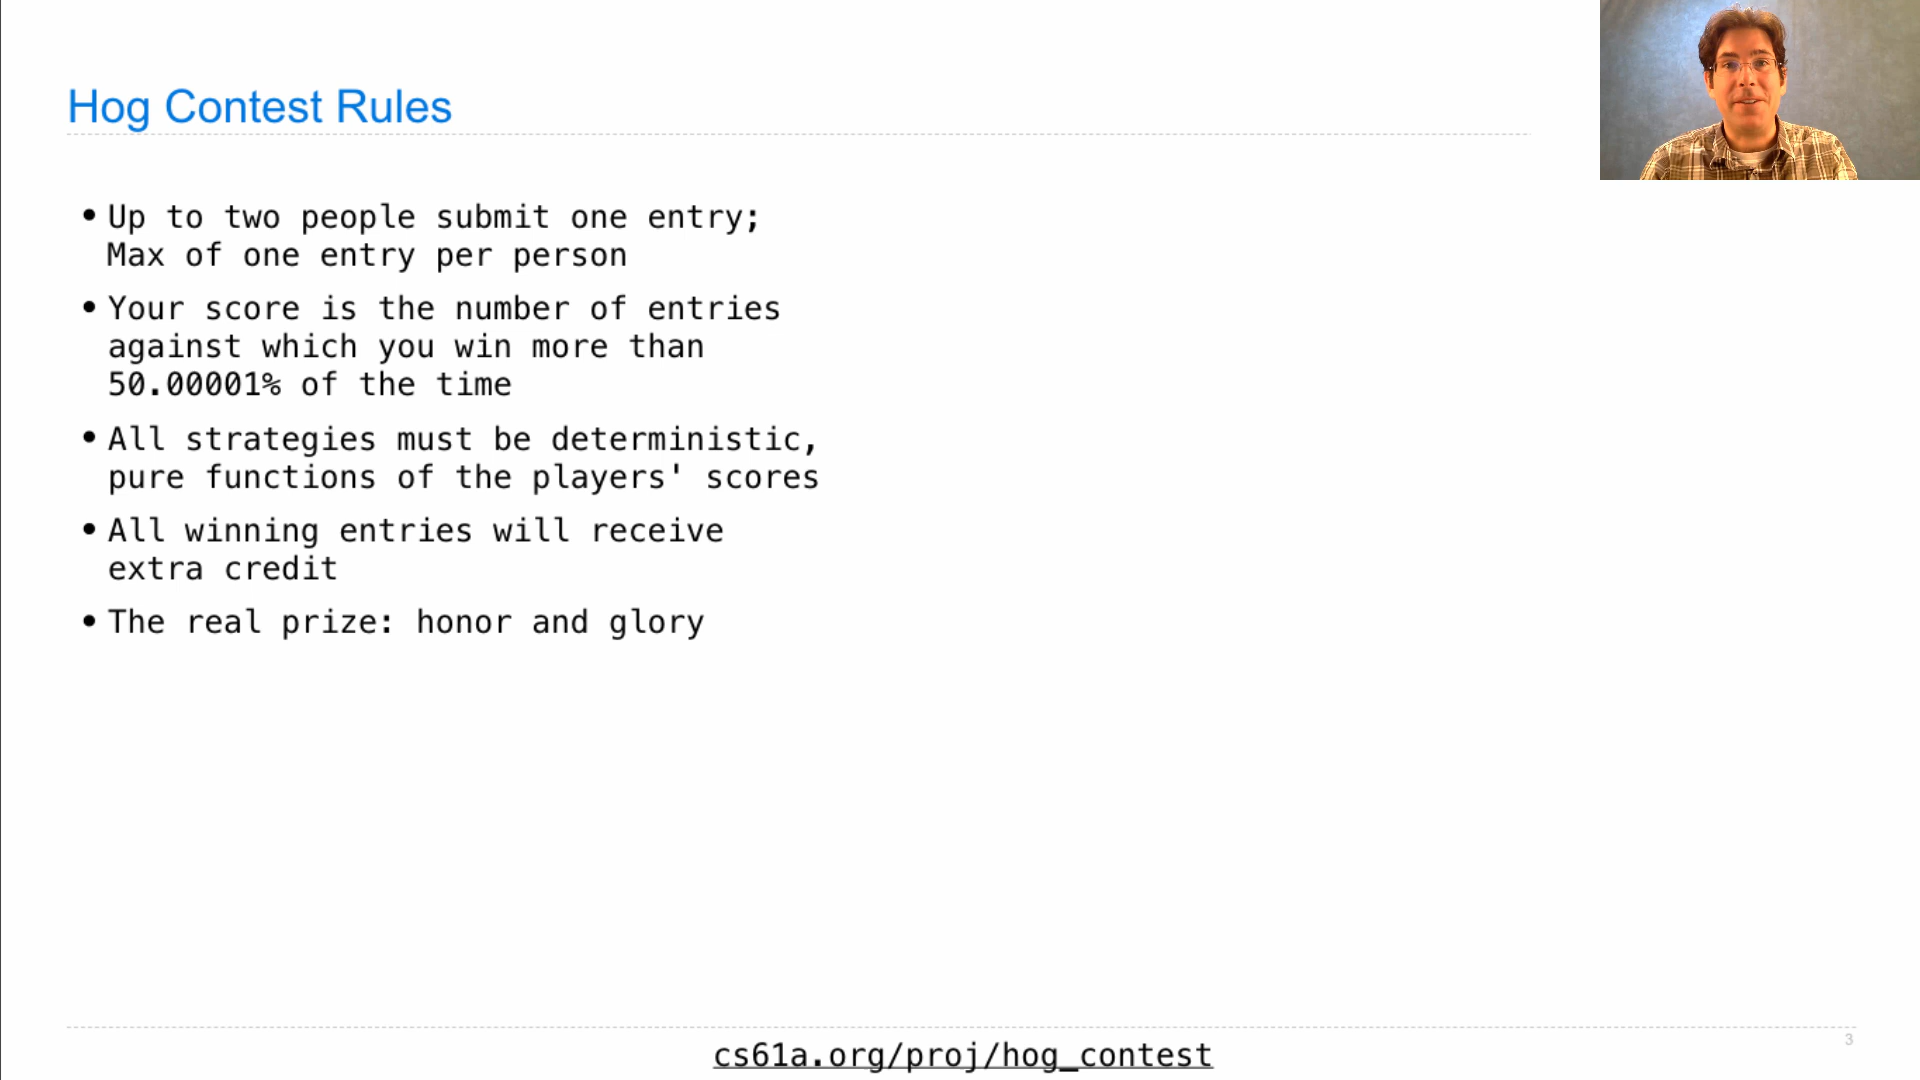 Hog Contest Rules
• Up to two people submit one entry;
Max of one entry per person
• Your score is the number of entries
against which you win more than
50.00001% of the time
• All strategies must be deterministic,
pure functions of the players' scores
• All winning entries will receive
extra credit
• The real prize: honor and glory
cs61a.org/proj/hog_contest
3